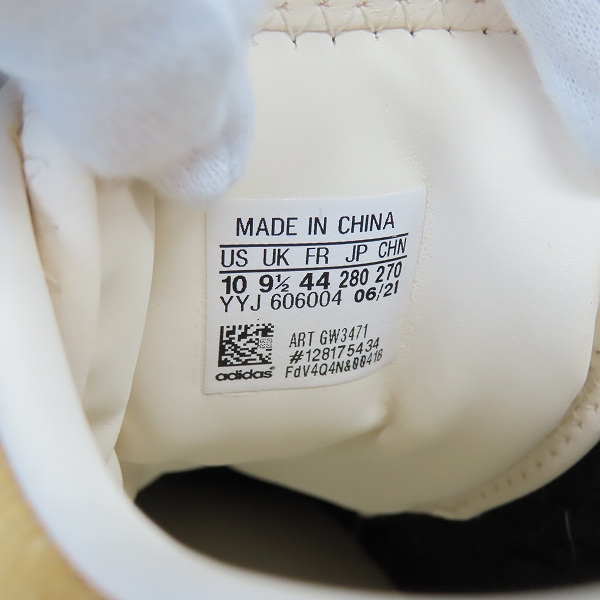 MADE IN CHINA
US UK FR JP CHN
10 9½ 44 280 270
YYJ 606004 06/21
ART GW3471
#128175434
adidas FdV4Q4N&00416